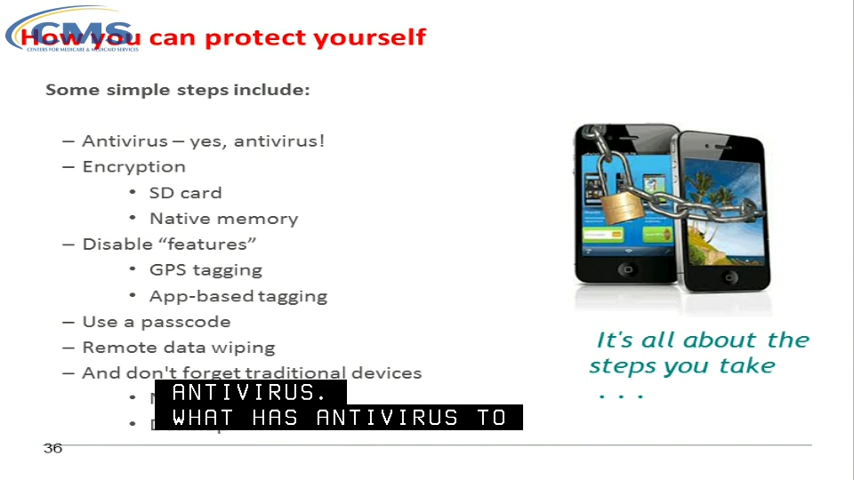 CMS
CENTERS FOR MEDICARE & MEDICAID SERVICES
How you can protect yourself
Some simple steps include:
– Antivirus – yes, antivirus!
– Encryption
• SD card
• Native memory
– Disable “features”
• GPS tagging
• App-based tagging
– Use a passcode
– Remote data wiping
– And don't forget traditional devices
It's all about the
steps you take
. . .
ANTIVIRUS.
WHAT HAS ANTIVIRUS TO
36